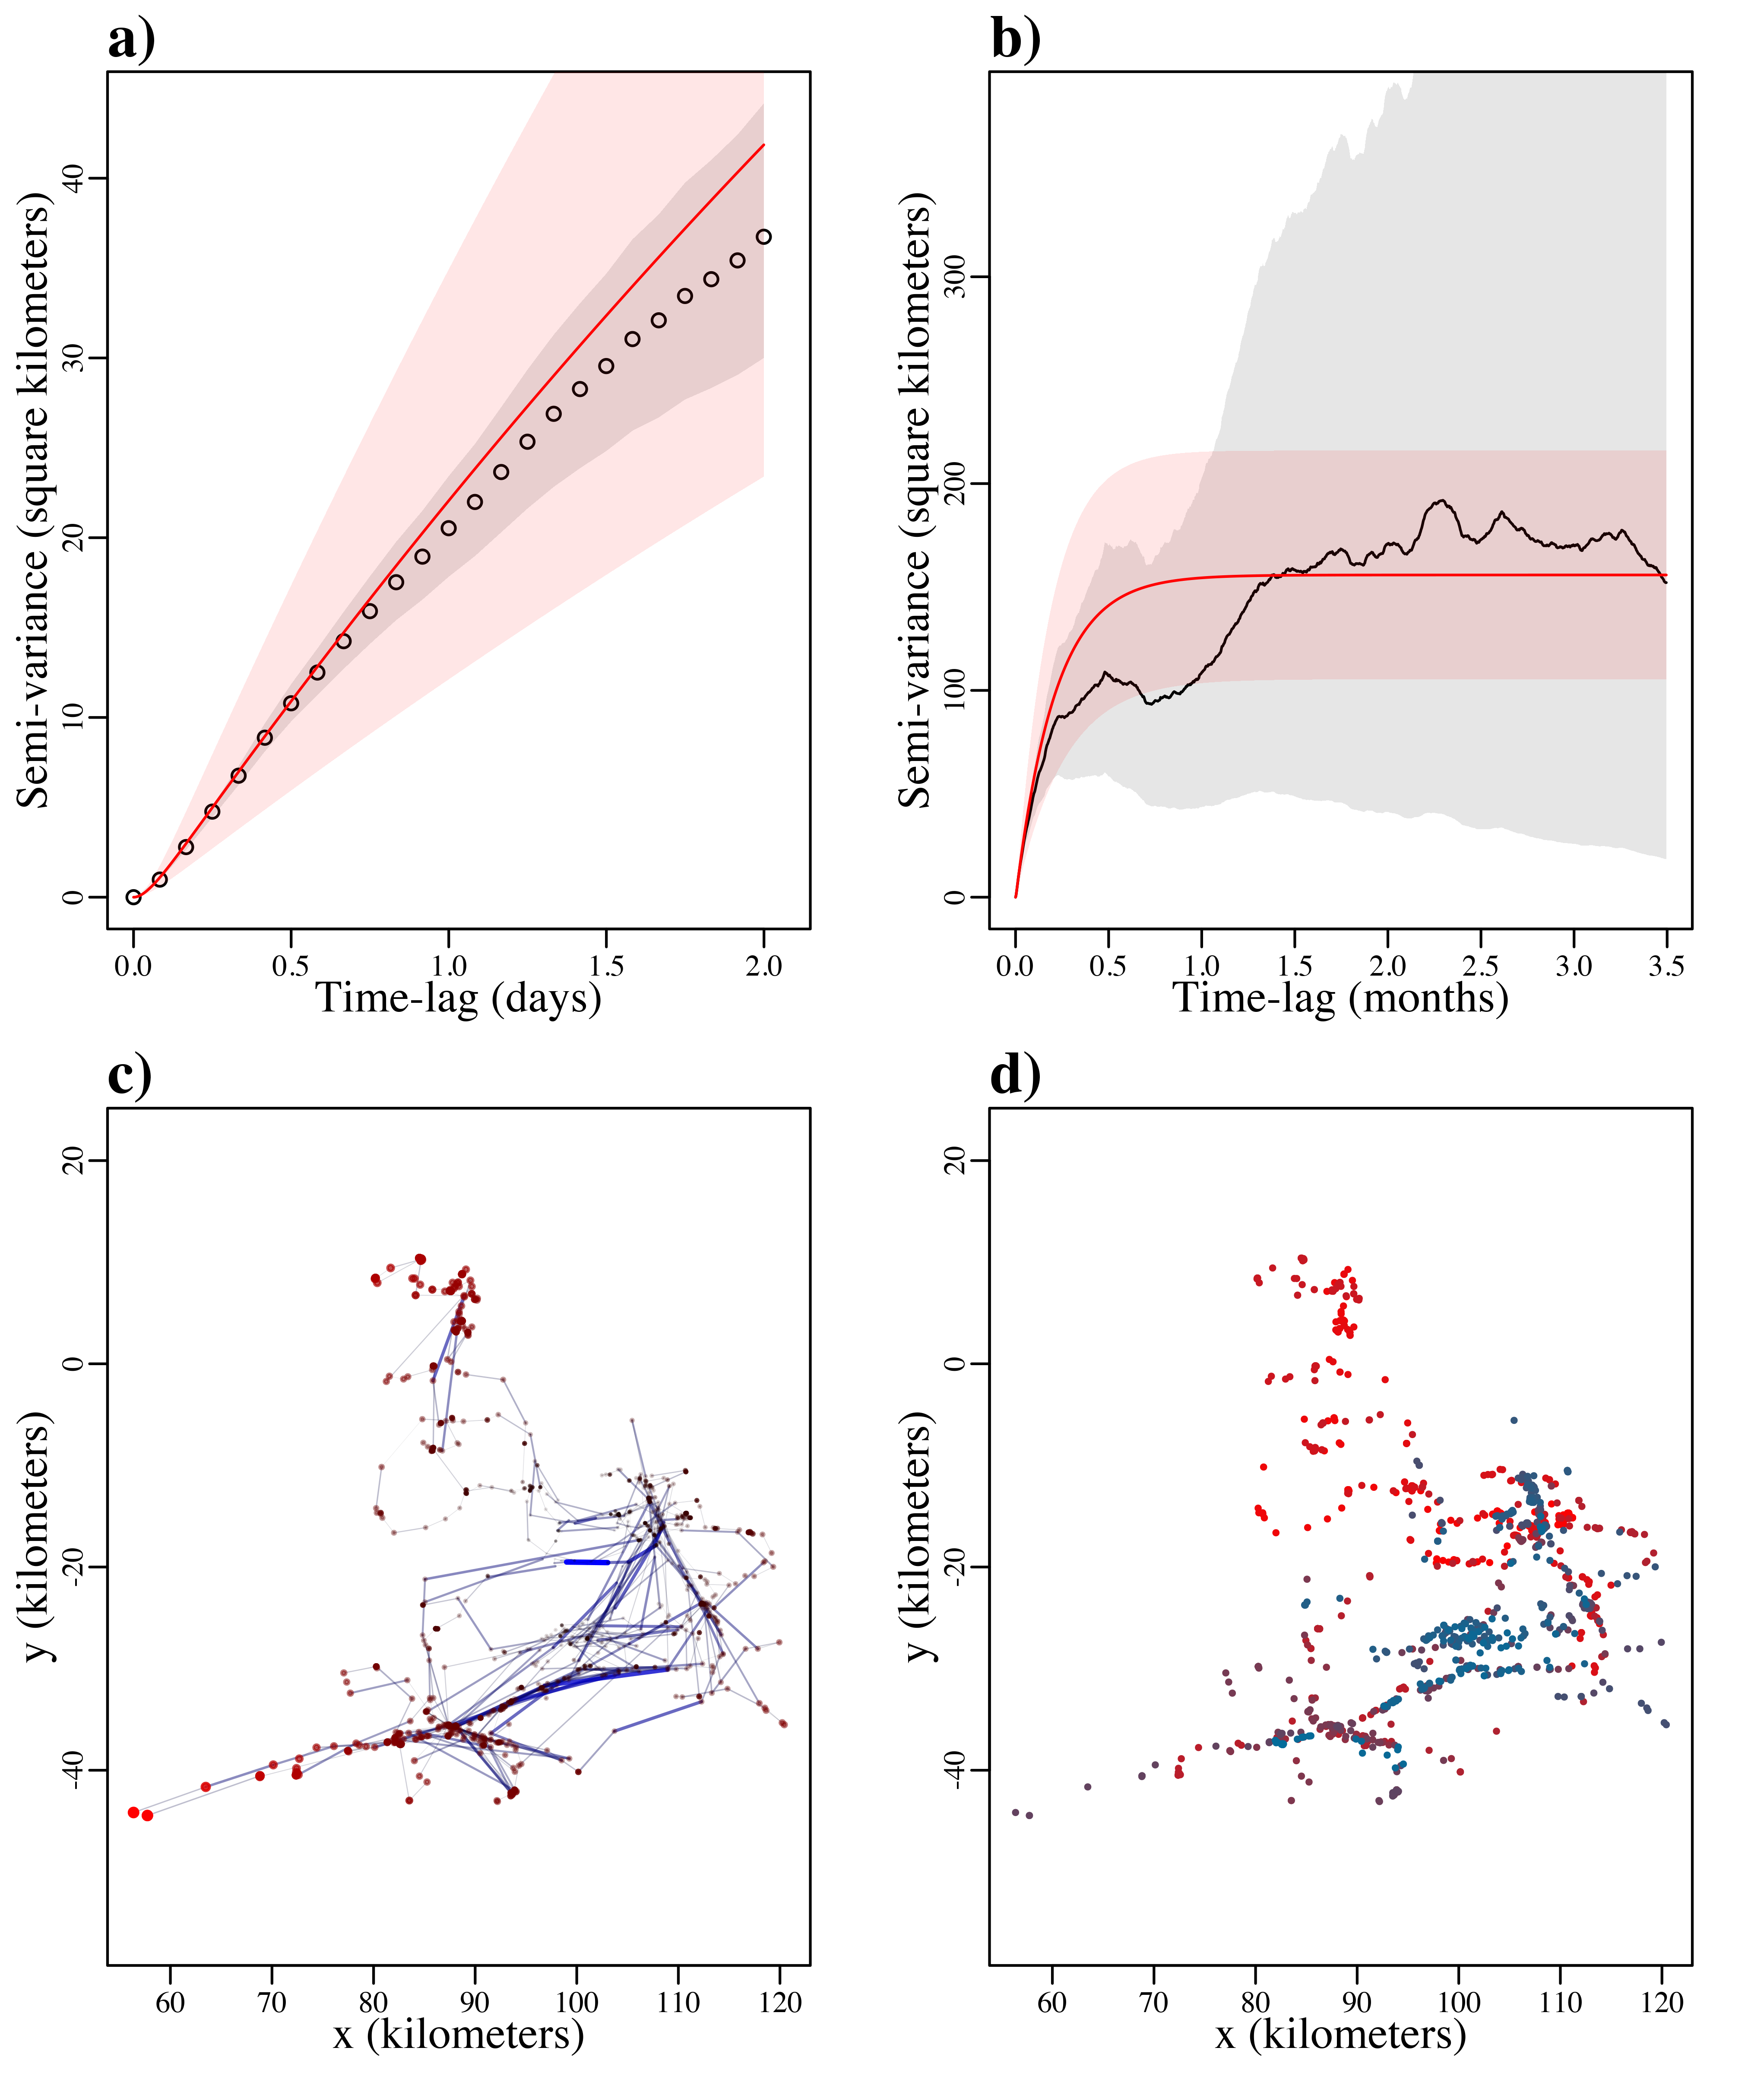 a)
Semi-variance (square kilometers)
0 10 20 30 40
0.0 0.5 1.0 1.5 2.0
Time-lag (days)
b)
Semi-variance (square kilometers)
0 100 200 300
0.0 0.5 1.0 1.5 2.0 2.5 3.0 3.5
Time-lag (months)
c)
y (kilometers)
-40 -20 0 20
60 70 80 90 100 110 120
x (kilometers)
d)
y (kilometers)
-40 -20 0 20
60 70 80 90 100 110 120
x (kilometers)